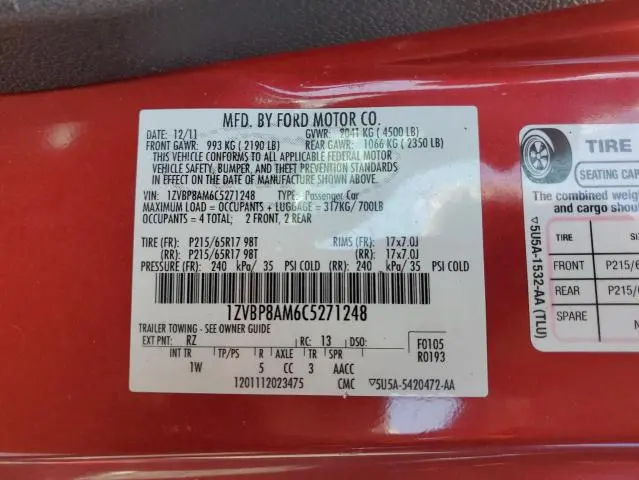 MFD. BY FORD MOTOR CO.
DATE: 12/11 GVWR: 2041 KG ( 4500 LB)
FRONT GAWR: 993 KG ( 2190 LB) REAR GAWR: 1066 KG ( 2350 LB)
THIS VEHICLE CONFORMS TO ALL APPLICABLE FEDERAL MOTOR
VEHICLE SAFETY, BUMPER, AND THEFT PREVENTION STANDARDS
IN EFFECT ON THE DATE OF MANUFACTURE SHOWN ABOVE.
VIN: 1ZVBP8AM6C5271248 TYPE: Passenger Car
MAXIMUM LOAD = OCCUPANTS + LUGGAGE = 317KG/ 700LB
OCCUPANTS = 4 TOTAL; 2 FRONT, 2 REAR
TIRE (FR): P215/65R17 98T RIMS (FR): 17x7.0J
(RR): P215/65R17 98T (RR): 17x7.0J
PRESSURE (FR): 240 kPa/ 35 PSI COLD (RR): 240 kPa/ 35 PSI COLD
1ZVBP8AM6C5271248
TRAILER TOWING - SEE OWNER GUIDE
EXT PNT: RZ RC: 13 DSO: F0105
R0193
INT TR TP/PS R AXLE TR SPR
1W 5 CC 3 AACC
1201112023475 CMC ▽5U5A-5420472-AA
TIRE
SEATING CAP
The combined weig
and cargo shou
TIRE
FRONT P215/6
REAR P215/6
SPARE N
▽5U5A-1532-AA (TLU)